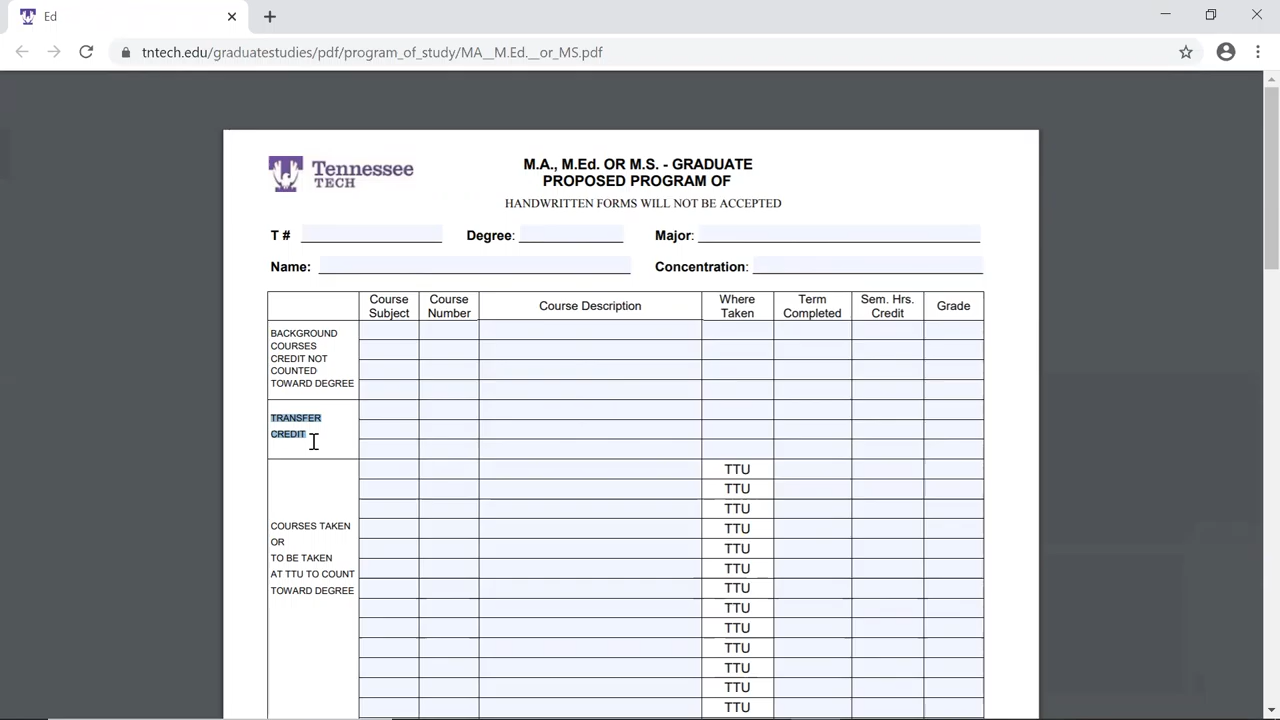 Ed
tntech.edu/graduatestudies/pdf/program_of_study/MA__M.Ed.__or_MS.pdf
Tennessee
TECH
M.A., M.Ed. OR M.S. - GRADUATE
PROPOSED PROGRAM OF
HANDWRITTEN FORMS WILL NOT BE ACCEPTED
T # Degree: Major:
Name: Concentration:
Course Subject Course Number Course Description Where Taken Term Completed Sem. Hrs. Credit Grade
BACKGROUND
COURSES
CREDIT NOT
COUNTED
TOWARD DEGREE
TRANSFER
CREDIT
COURSES TAKEN
OR
TO BE TAKEN
AT TTU TO COUNT
TOWARD DEGREE
TTU
TTU
TTU
TTU
TTU
TTU
TTU
TTU
TTU
TTU
TTU
TTU
TTU